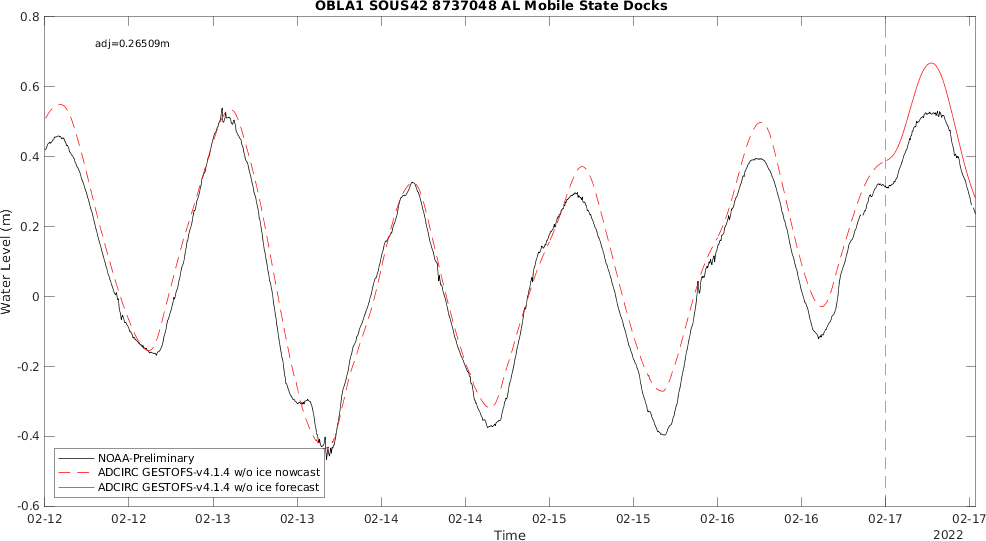 OBLA1 SOUS42 8737048 AL Mobile State Docks
adj=0.26509m
0.8
0.6
0.4
0.2
0
-0.2
-0.4
-0.6
Water Level (m)
NOAA-Preliminary
ADCIRC GESTOFS-v4.1.4 w/o ice nowcast
ADCIRC GESTOFS-v4.1.4 w/o ice forecast
02-12 02-12 02-13 02-13 02-14 02-14 02-15 02-15 02-16 02-16 02-17 02-17
Time
2022